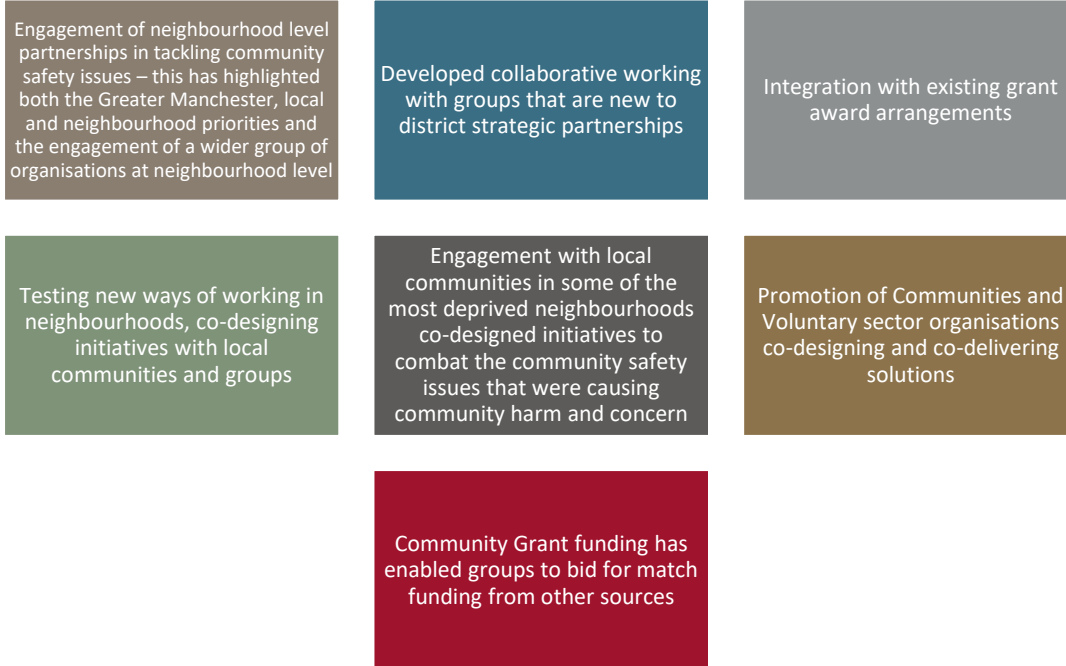 Engagement of neighbourhood level
partnerships in tackling community
safety issues – this has highlighted
both the Greater Manchester, local
and neighbourhood priorities and
the engagement of a wider group of
organisations at neighbourhood level
Developed collaborative working
with groups that are new to
district strategic partnerships
Integration with existing grant
award arrangements
Testing new ways of working in
neighbourhoods, co-designing
initiatives with local
communities and groups
Engagement with local
communities in some of the
most deprived neighbourhoods
co-designed initiatives to
combat the community safety
issues that were causing
community harm and concern
Promotion of Communities and
Voluntary sector organisations
co-designing and co-delivering
solutions
Community Grant funding has
enabled groups to bid for match
funding from other sources